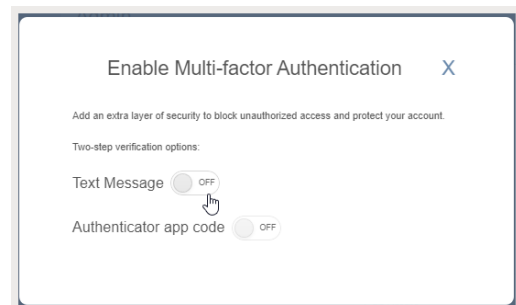 Enable Multi-factor Authentication X
Add an extra layer of security to block unauthorized access and protect your account.
Two-step verification options:
Text Message OFF
Authenticator app code OFF